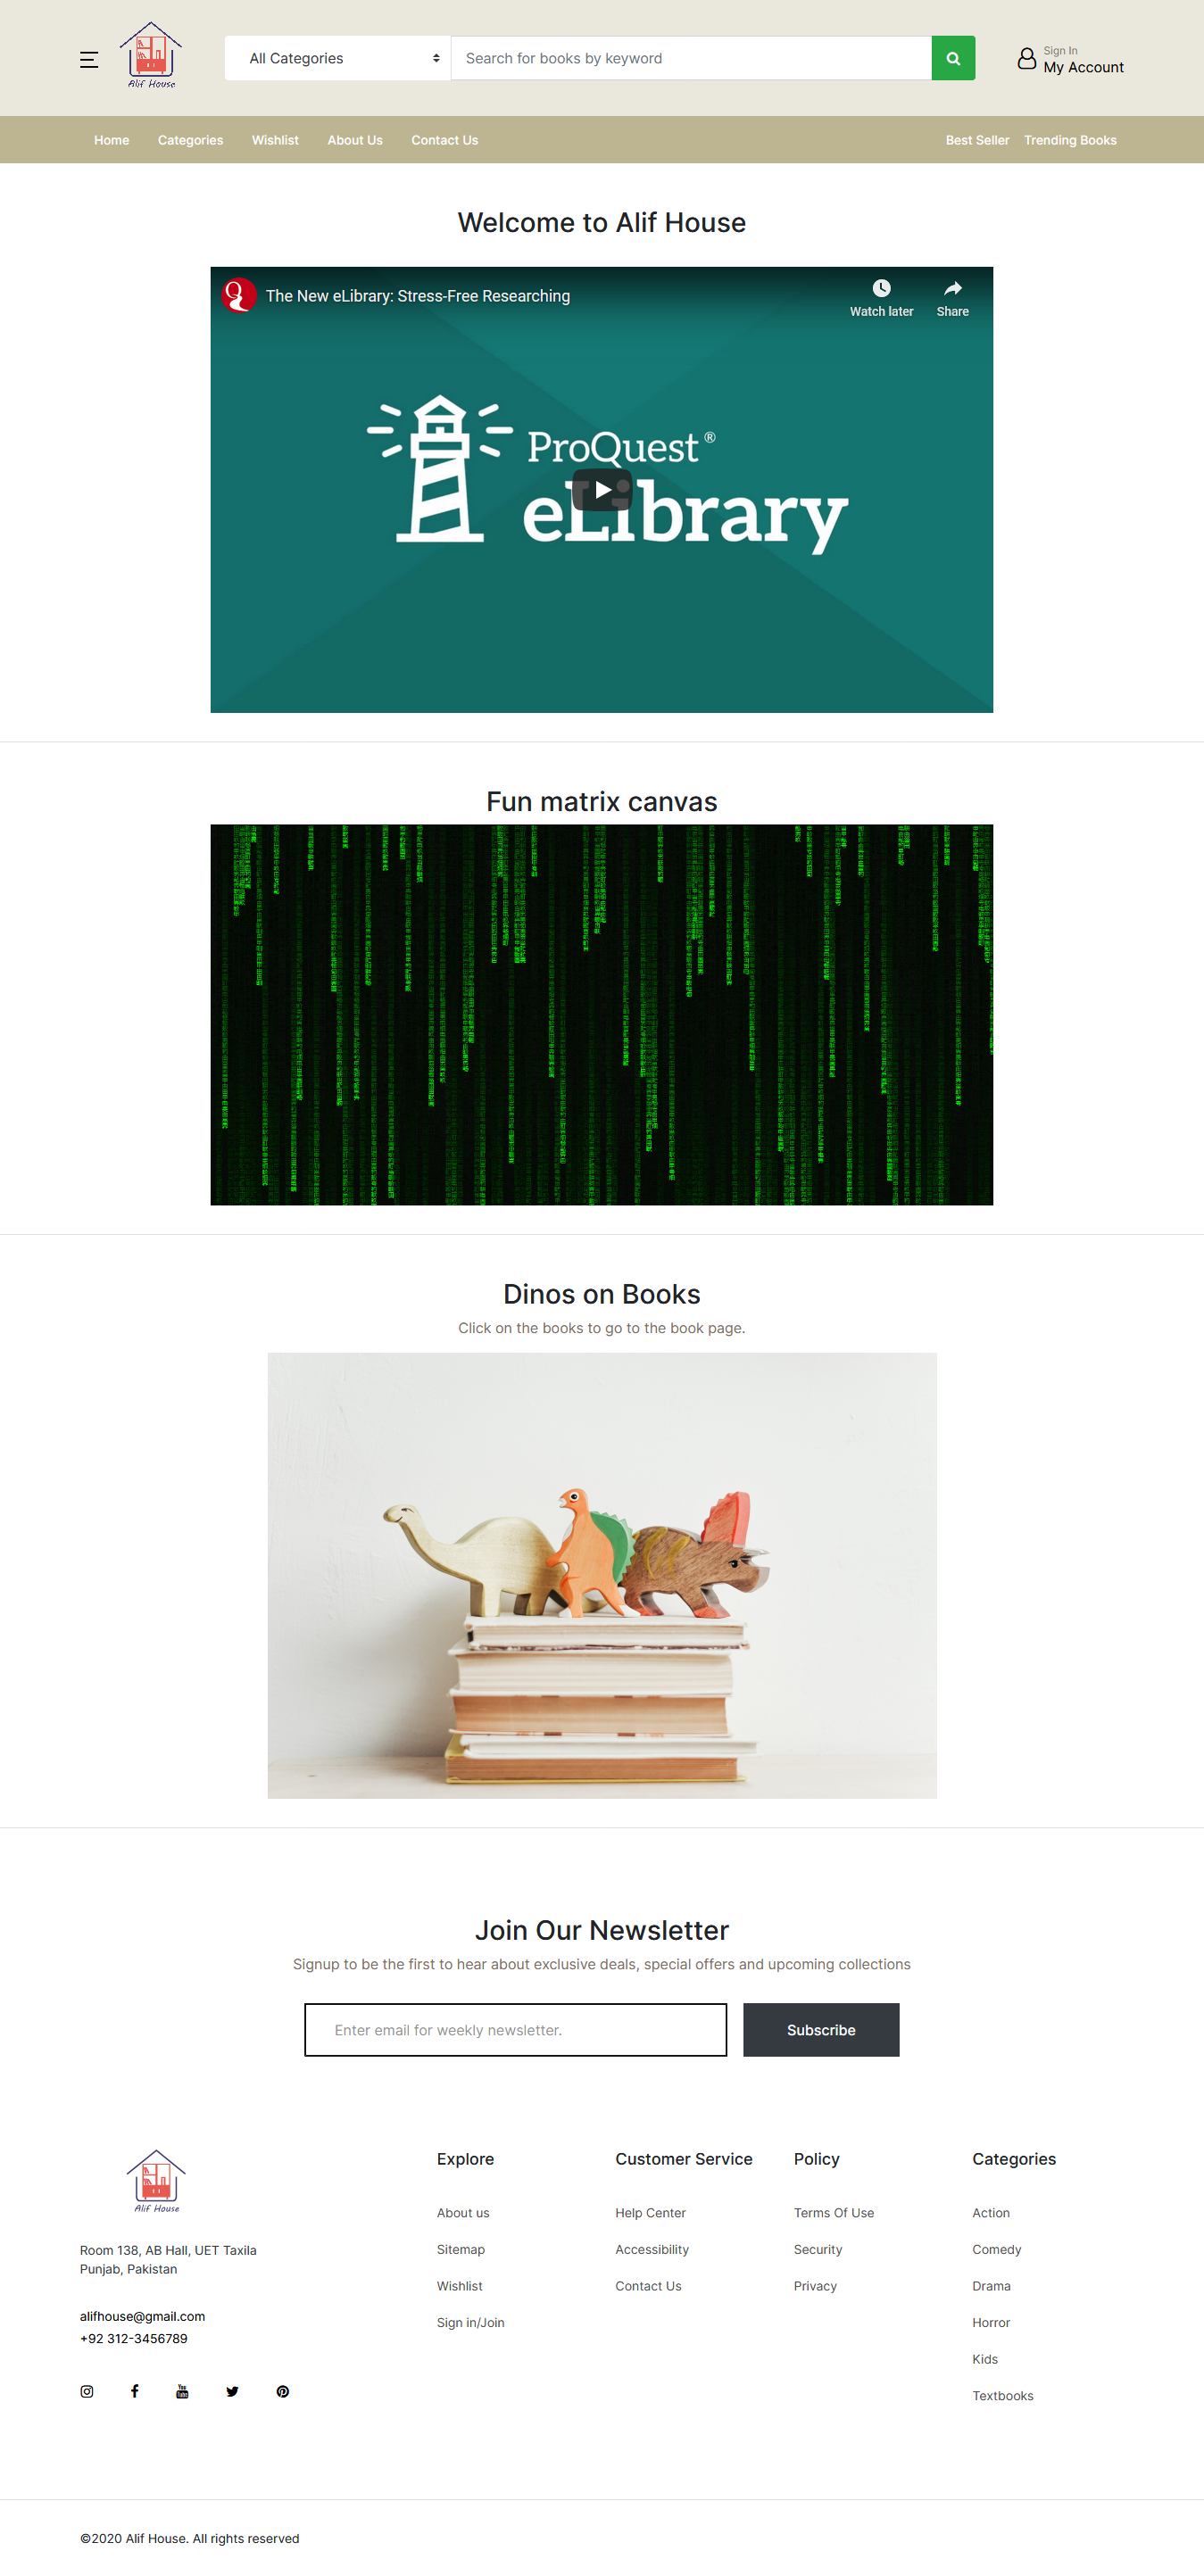 Alif House
All Categories
Search for books by keyword
Sign In
My Account
Home
Categories
Wishlist
About Us
Contact Us
Best Seller
Trending Books
Welcome to Alif House
The New eLibrary: Stress-Free Researching
Watch later
Share
ProQuest®
eLibrary
Fun matrix canvas
Dinos on Books
Click on the books to go to the book page.
Join Our Newsletter
Signup to be the first to hear about exclusive deals, special offers and upcoming collections
Enter email for weekly newsletter.
Subscribe
Alif House
Room 138, AB Hall, UET Taxila
Punjab, Pakistan
alifhouse@gmail.com
+92 312-3456789
Explore
About us
Sitemap
Wishlist
Sign in/Join
Customer Service
Help Center
Accessibility
Contact Us
Policy
Terms Of Use
Security
Privacy
Categories
Action
Comedy
Drama
Horror
Kids
Textbooks
©2020 Alif House. All rights reserved